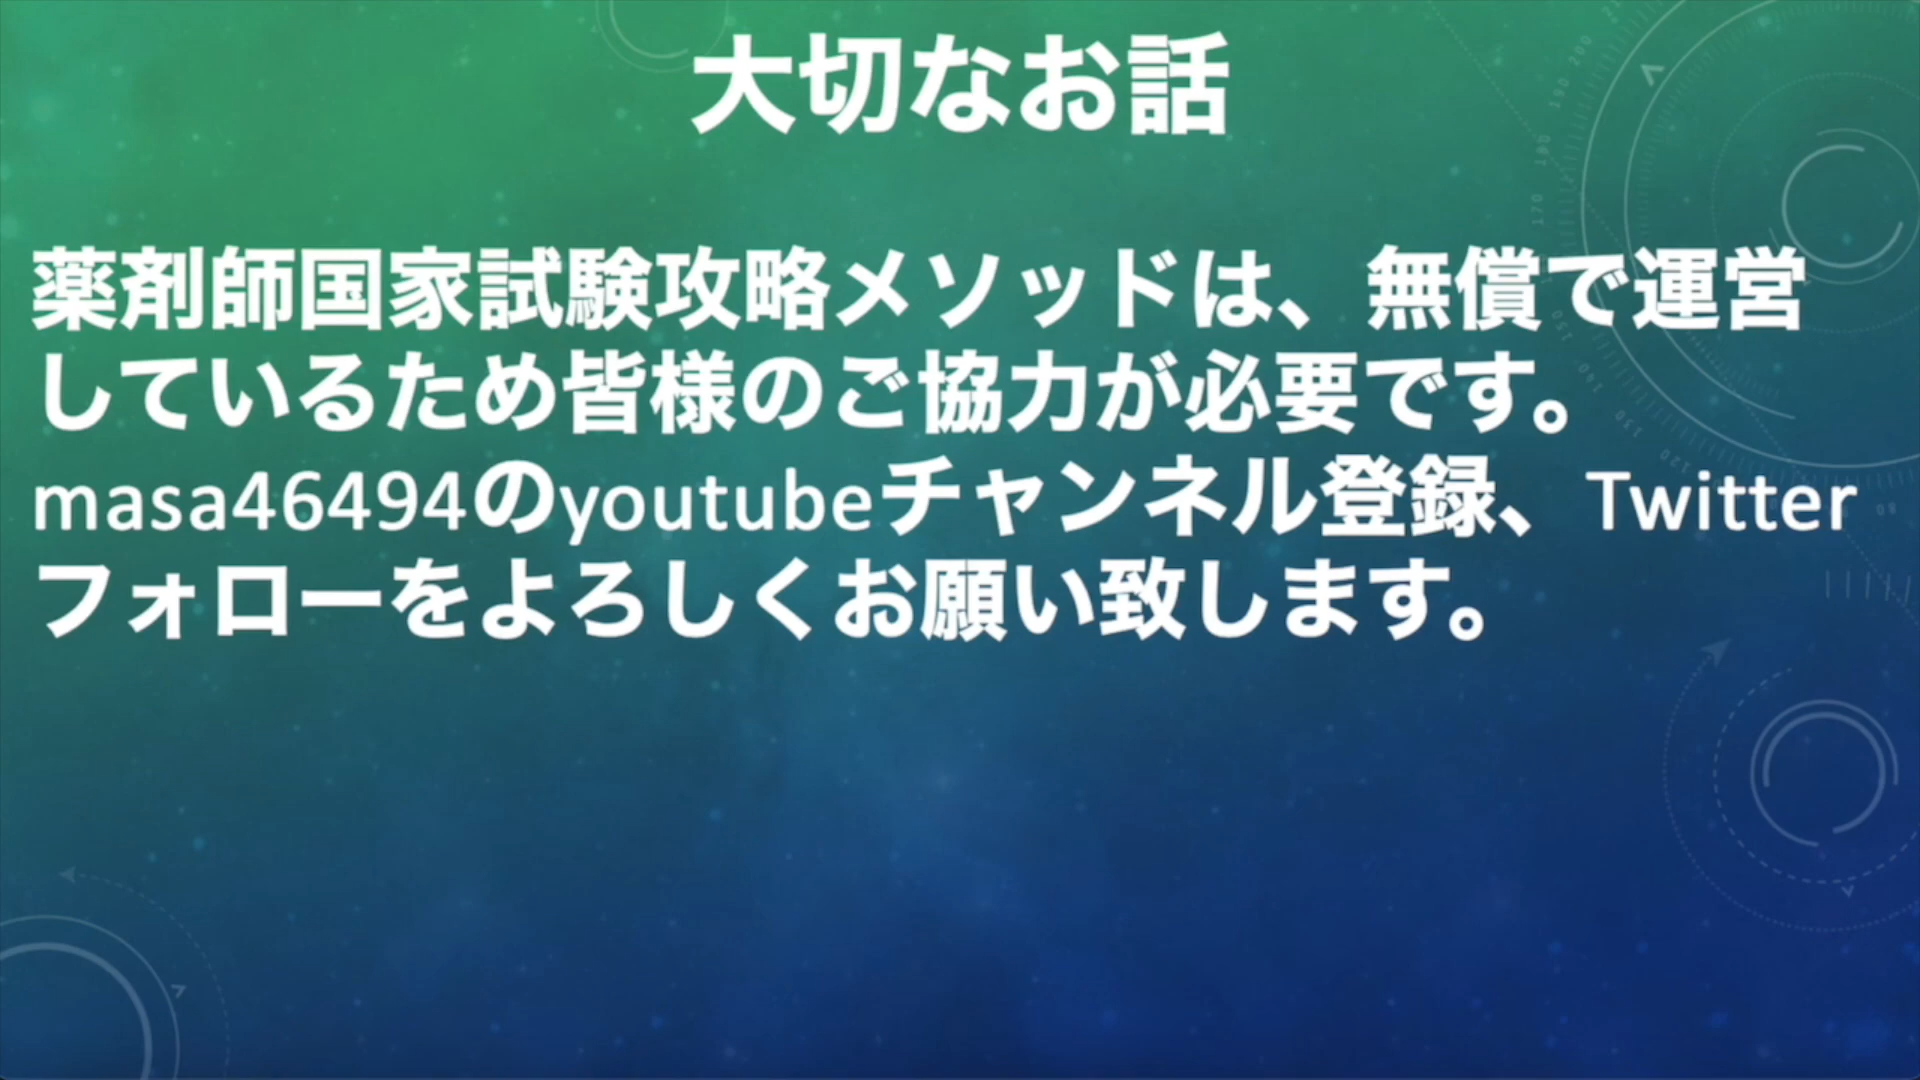 大切なお話
薬剤師国家試験攻略メソッドは、無償で運営
しているため皆様のご協力が必要です。
masa46494のyoutubeチャンネル登録、Twitter
フォローをよろしくお願い致します。